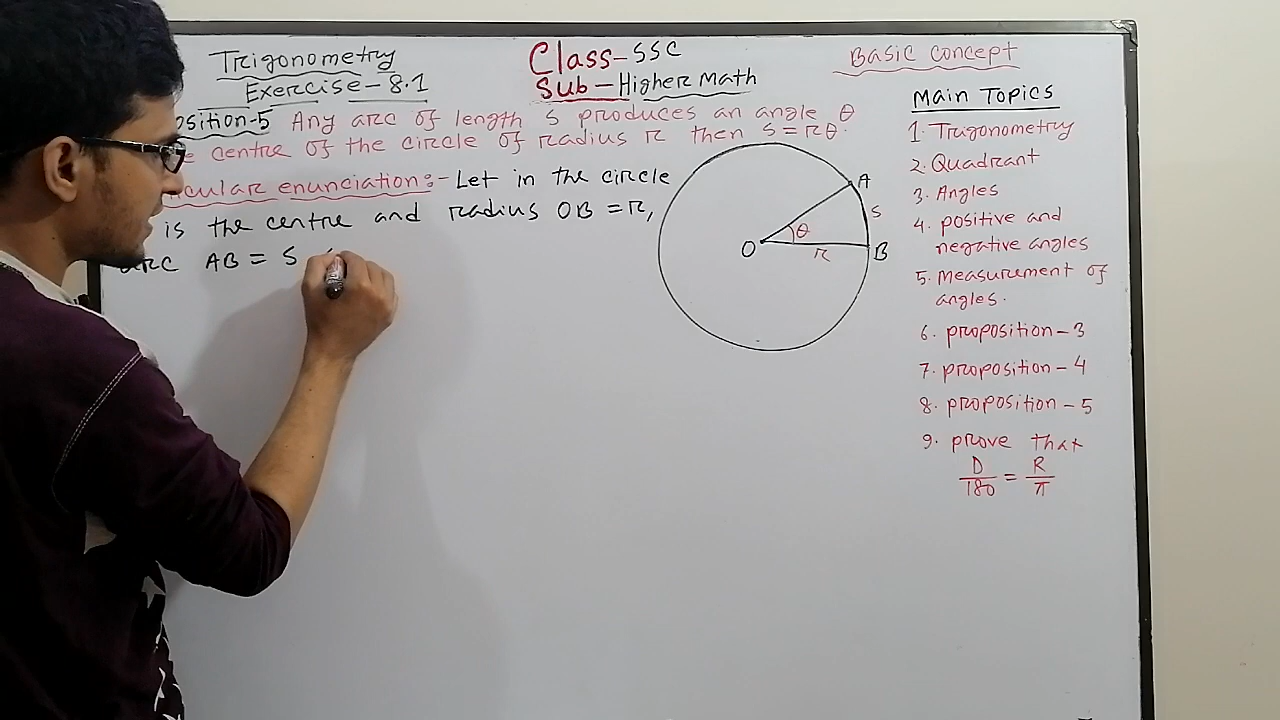 Trigonometry
Exercise - 8.1
Class - SSC
Sub - Higher Math
Basic concept
osition-5 Any arc of length s produces an angle θ
e centre of the circle of radius r then s = rθ.
cular enunciation:- Let in the circle
is the centre and radius OB = r,
arc AB = s
A
s
θ
O
r
B
Main Topics
1. Trigonometry
2. Quadrant
3. Angles
4. positive and
negative angles
5. Measurement of
angles.
6. proposition - 3
7. proposition - 4
8. proposition - 5
9. prove that
D/180 = R/π